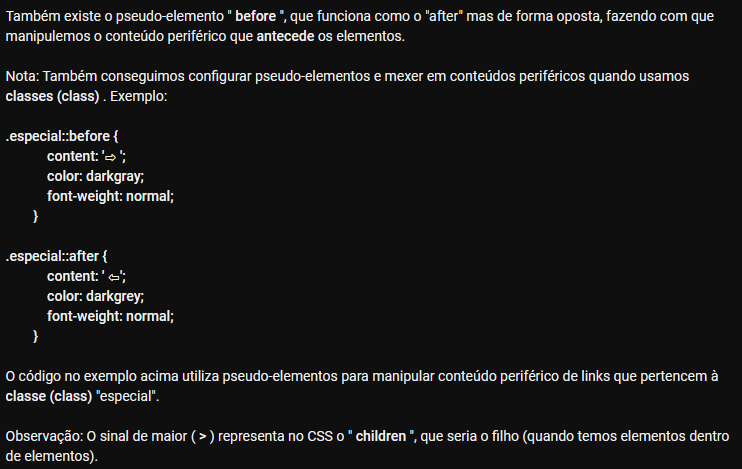 Também existe o pseudo-elemento " before ", que funciona como o "after" mas de forma oposta, fazendo com que
manipulemos o conteúdo periférico que antecede os elementos.
Nota: Também conseguimos configurar pseudo-elementos e mexer em conteúdos periféricos quando usamos
classes (class) . Exemplo:
.especial::before {
content: '⇨ ';
color: darkgray;
font-weight: normal;
}
.especial::after {
content: ' ⇦';
color: darkgrey;
font-weight: normal;
}
O código no exemplo acima utiliza pseudo-elementos para manipular conteúdo periférico de links que pertencem à
classe (class) "especial".
Observação: O sinal de maior ( > ) representa no CSS o " children ", que seria o filho (quando temos elementos dentro
de elementos).